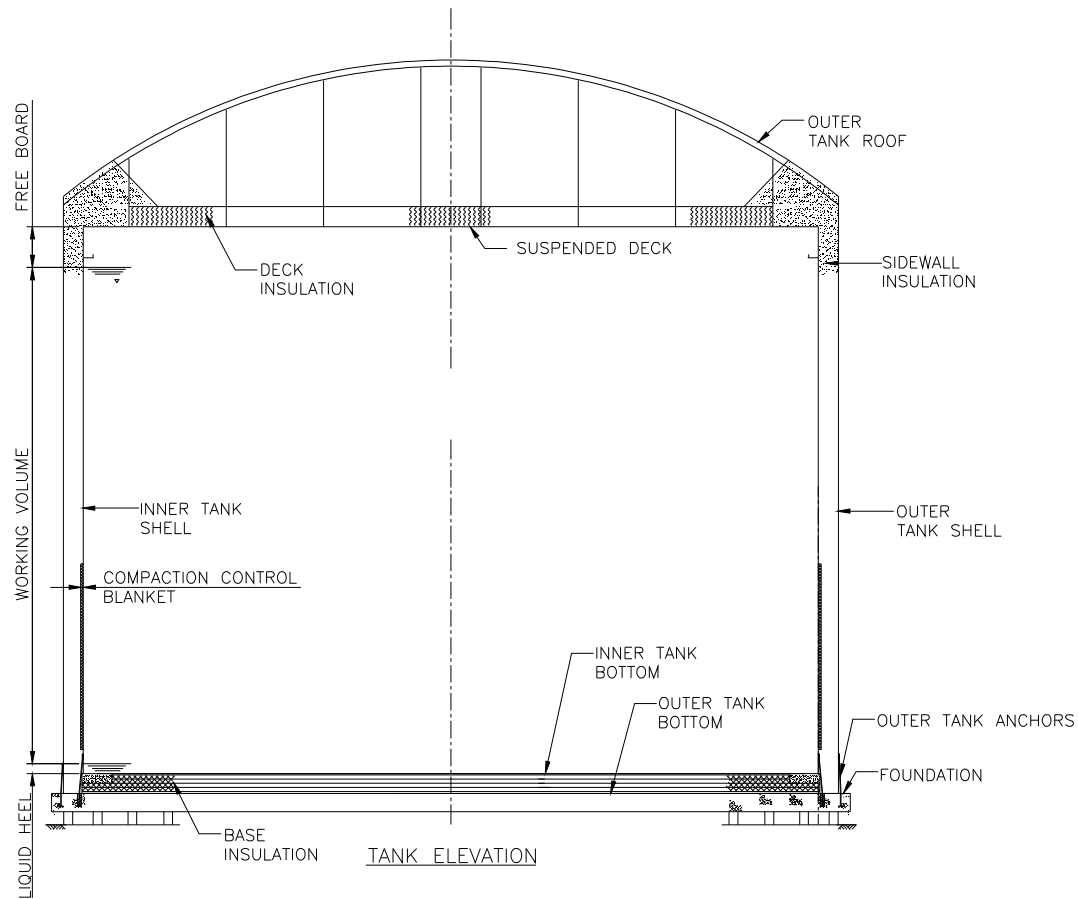 FREE BOARD
OUTER
TANK ROOF
SUSPENDED DECK
DECK
INSULATION
SIDEWALL
INSULATION
WORKING VOLUME
INNER TANK
SHELL
OUTER
TANK SHELL
COMPACTION CONTROL
BLANKET
INNER TANK
BOTTOM
OUTER TANK
BOTTOM
OUTER TANK ANCHORS
FOUNDATION
LIQUID HEEL
BASE
INSULATION
TANK ELEVATION